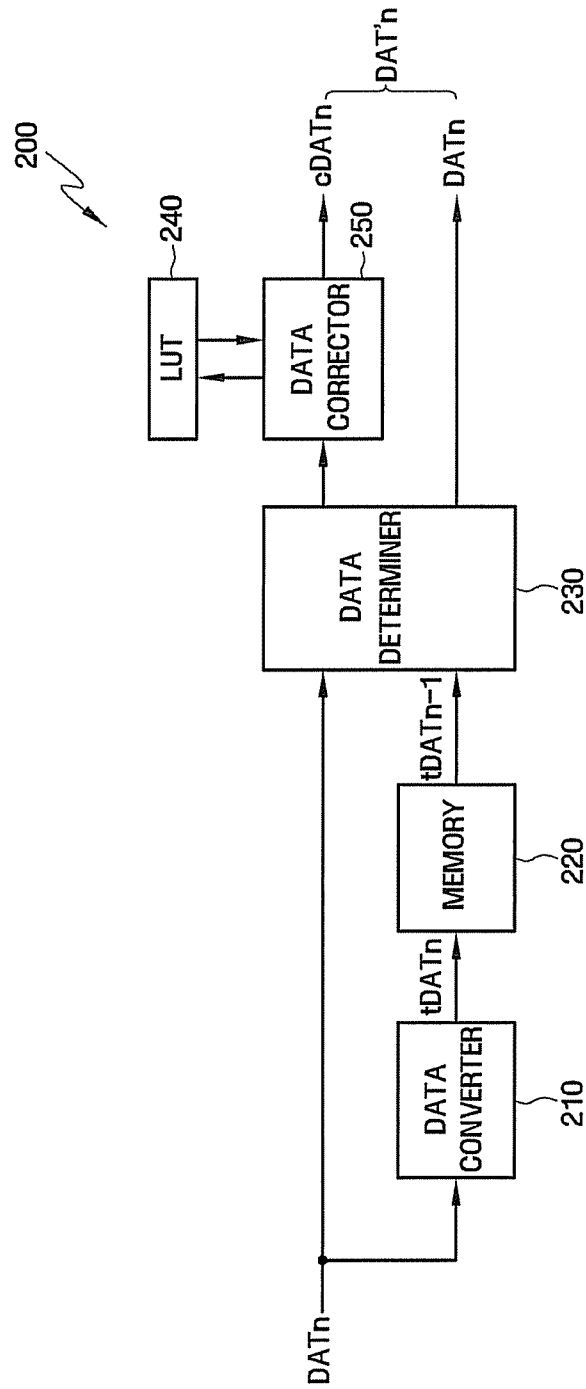 200
240
LUT
250
DATA
CORRECTOR
cDATn
DAT'n
DATn
DATA
DETERMINER
230
DATn
tDATn
tDATn-1
DATA
CONVERTER
210
MEMORY
220